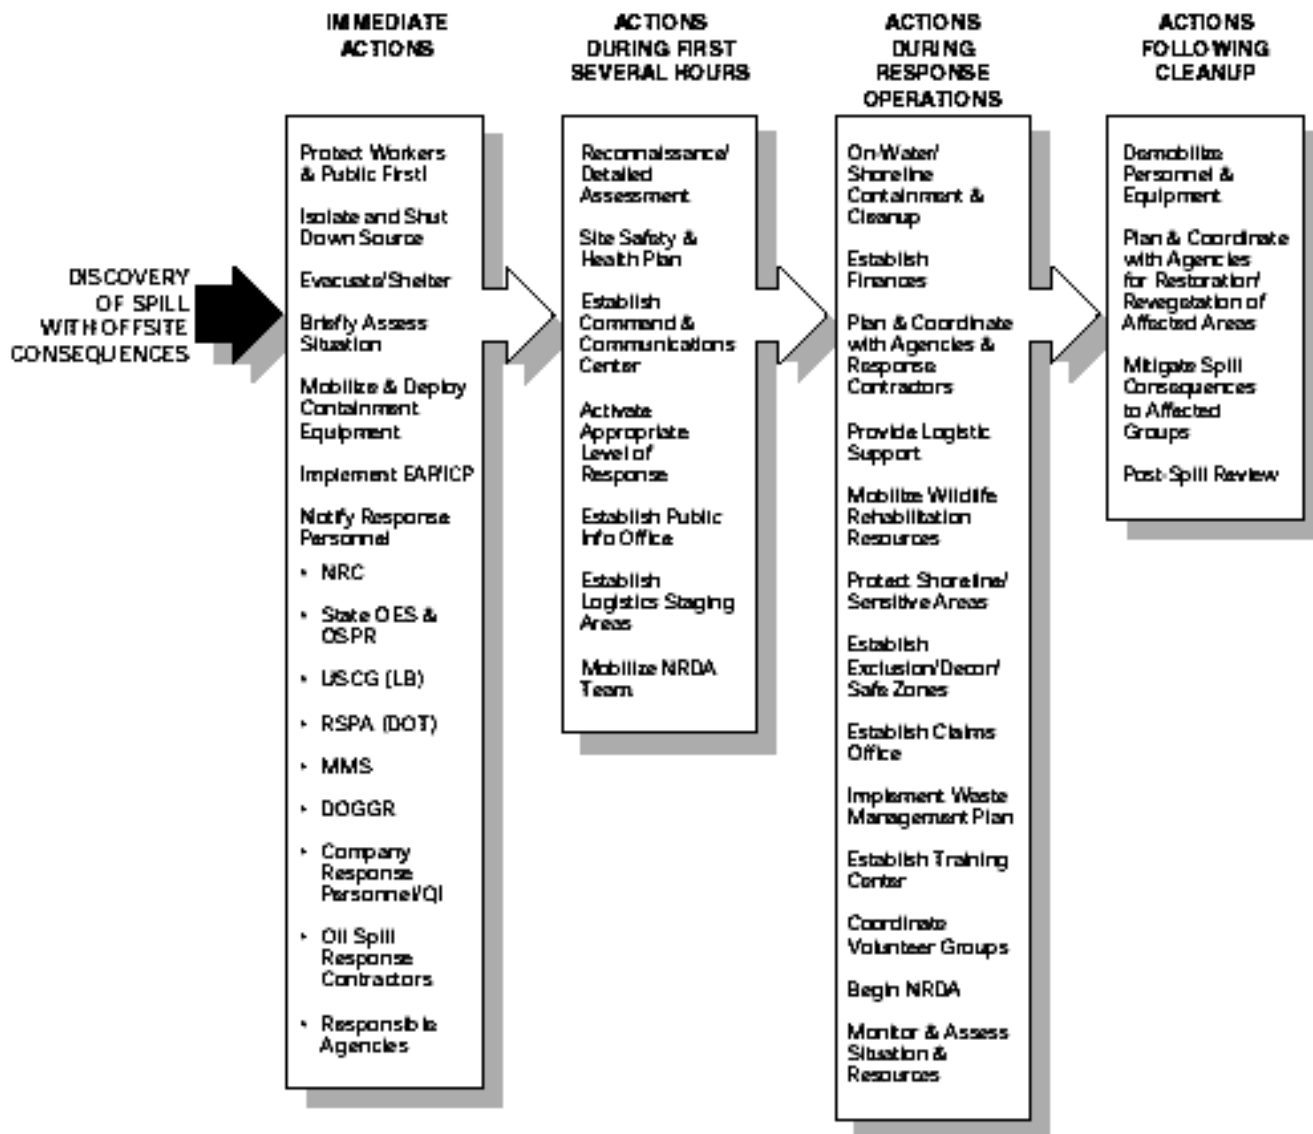 IMMEDIATE
ACTIONS
ACTIONS
DURING FIRST
SEVERAL HOURS
ACTIONS
DURING
RESPONSE
OPERATIONS
ACTIONS
FOLLOWING
CLEANUP
DISCOVERY
OF SPILL
WITH OFFSITE
CONSEQUENCES
Protect Workers
& Public First!
Isolate and Shut
Down Source
Evacuate/Shelter
Briefly Assess
Situation
Mobilize & Deploy
Containment
Equipment
Implement EAP/ICP
Notify Response
Personnel
• NRC
• State OES &
OSPR
• USCG (LB)
• RSPA (DOT)
• MMS
• DOGGR
• Company
Response
Personnel/QI
• Oil Spill
Response
Contractors
• Responsible
Agencies
Reconnaissance/
Detailed
Assessment
Site Safety &
Health Plan
Establish
Command &
Communications
Center
Activate
Appropriate
Level of
Response
Establish Public
Info Office
Establish
Logistics Staging
Areas
Mobilize NRDA
Team
On-Water/
Shoreline
Containment &
Cleanup
Establish
Finances
Plan & Coordinate
with Agencies &
Response
Contractors
Provide Logistic
Support
Mobilize Wildlife
Rehabilitation
Resources
Protect Shoreline/
Sensitive Areas
Establish
Exclusion/Decon/
Safe Zones
Establish Claims
Office
Implement Waste
Management Plan
Establish Training
Center
Coordinate
Volunteer Groups
Begin NRDA
Monitor & Assess
Situation &
Resources
Demobilize
Personnel &
Equipment
Plan & Coordinate
with Agencies
for Restoration/
Revegetation of
Affected Areas
Mitigate Spill
Consequences
to Affected
Groups
Post-Spill Review